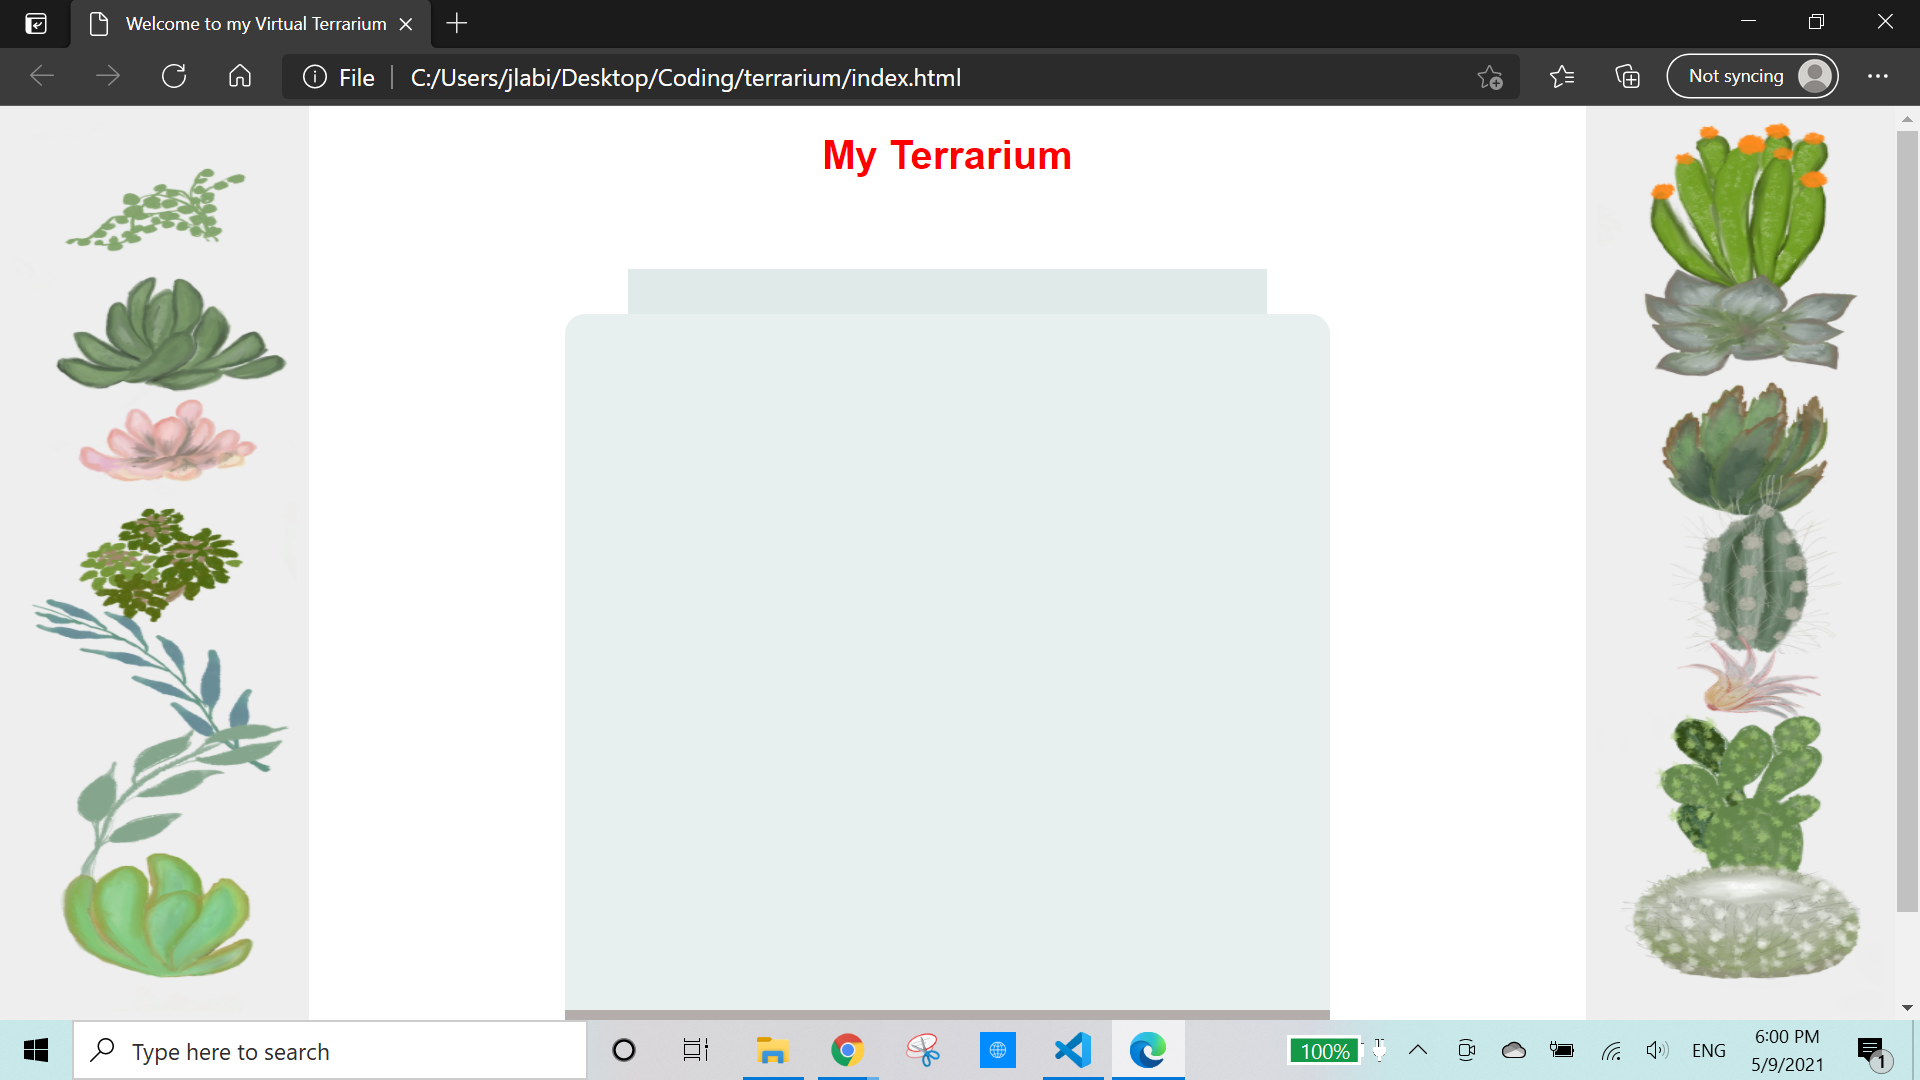 Welcome to my Virtual Terrarium
File
C:/Users/jlabi/Desktop/Coding/terrarium/index.html
Not syncing
My Terrarium
Type here to search
100%
ENG
6:00 PM
5/9/2021
1